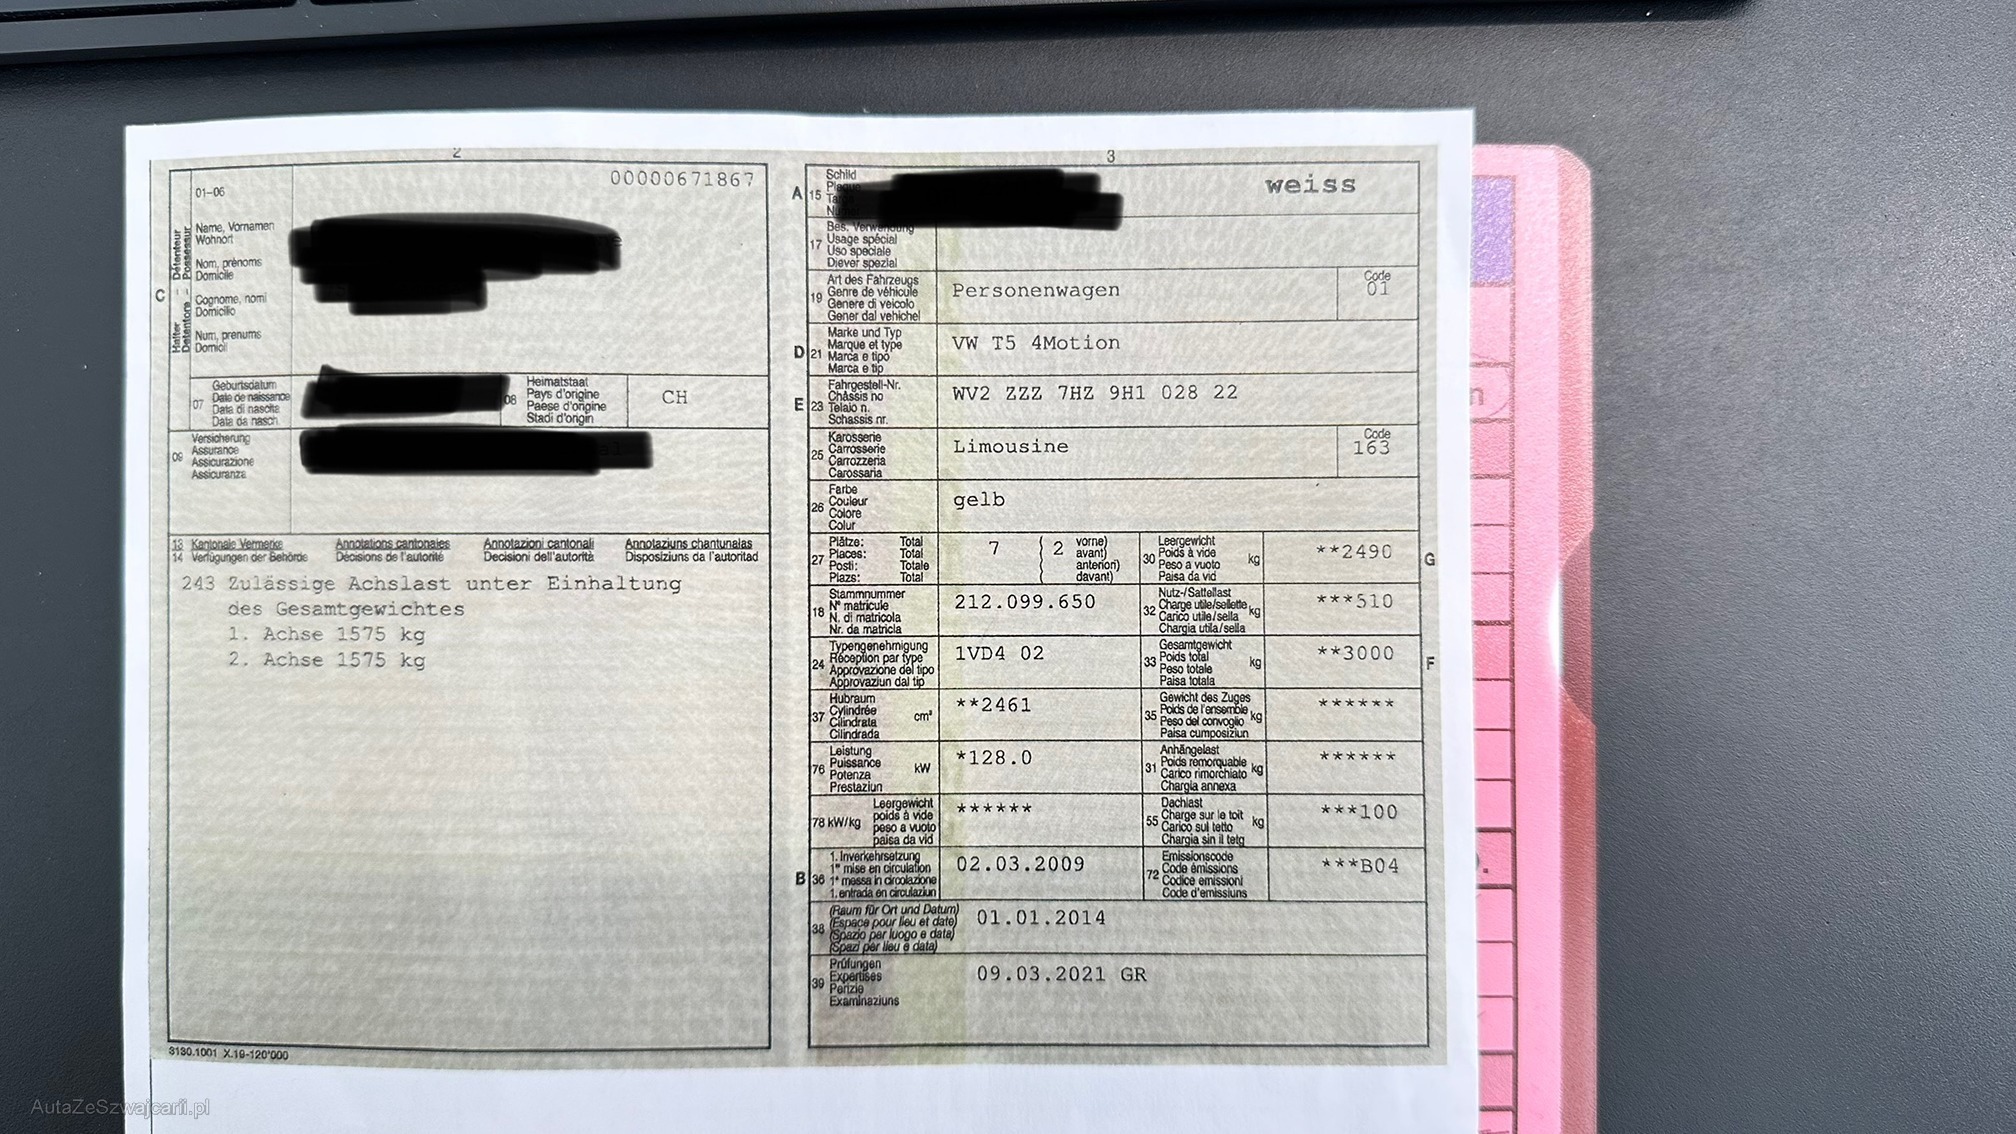 2
01-06
00000671867
C
Halter Détenteur
Detentore Possessur
Name, Vornamen
Wohnort
Nom, prénoms
Domicile
Cognome, nomi
Domicilio
Num, prenums
Domicil
07
Geburtsdatum
Date de naissance
Data di nascita
Data da nasch.
08
Heimatstaat
Pays d'origine
Paese d'origine
Stadi d'origin
CH
09
Versicherung
Assurance
Assicurazione
Assicuranza
13 Kantonale Vermerke Annotations cantonales Annotazioni cantonali Annotaziuns chantunalas
14 Verfügungen der Behörde Décisions de l'autorité Decisioni dell'autorità Disposiziuns da l'autoritad
243 Zulässige Achslast unter Einhaltung
des Gesamtgewichtes
1. Achse 1575 kg
2. Achse 1575 kg
3130.1001 X.19-120'000
3
A
15
Schild
weiss
17
Bes. Verwendung
Usage spécial
Uso speciale
Diever spezial
19
Art des Fahrzeugs
Genre de véhicule
Genere di veicolo
Gener dal vehichel
Personenwagen
Code
01
D
21
Marke und Typ
Marque et type
Marca e tipo
Marca e tip
VW T5 4Motion
E
23
Fahrgestell-Nr.
Châssis no
Telaio n.
Schassis nr.
WV2 ZZZ 7HZ 9H1 028 22
25
Karosserie
Carrosserie
Carrozzeria
Carossaria
Limousine
Code
163
26
Farbe
Couleur
Colore
Colur
gelb
27
Plätze: Total
Places: Total
Posti: Totale
Plazs: Total
7 ( 2
vorne)
avant)
anteriori)
davant)
30
Leergewicht
Poids à vide
Peso a vuoto
Paisa da vid
kg
**2490
G
18
Stammnummer
N° matricule
N. di matricola
Nr. da matricla
212.099.650
32
Nutz-/Sattellast
Charge utile/sellette
Carico utile/sella
Chargia utila/sella
kg
***510
24
Typengenehmigung
Réception par type
Approvazione del tipo
Approvaziun dal tip
1VD4 02
33
Gesamtgewicht
Poids total
Peso totale
Paisa totala
kg
**3000
F
37
Hubraum
Cylindrée
Cilindrata
Cilindrada
cm³
**2461
35
Gewicht des Zuges
Poids de l'ensemble
Peso del convoglio
Paisa cumposiziun
kg
******
76
Leistung
Puissance
Potenza
Prestaziun
kW
*128.0
31
Anhängelast
Poids remorquable
Carico rimorchiato
Chargia annexa
kg
******
78 kW/kg
Leergewicht
poids à vide
peso a vuoto
paisa da vid
******
55
Dachlast
Charge sur le toit
Carico sul tetto
Chargia sin il tetg
kg
***100
B
36
1. Inverkehrsetzung
1re mise en circulation
1a messa in circolazione
1. entrada en circulaziun
02.03.2009
72
Emissionscode
Code émissions
Codice emissioni
Code d'emissiuns
***B04
38
(Raum für Ort und Datum)
(Espace pour lieu et date)
(Spazio per luogo e data)
(Spazi per lieu e data)
01.01.2014
39
Prüfungen
Expertises
Perizie
Examinaziuns
09.03.2021 GR
AutaZeSzwajcarii.pl